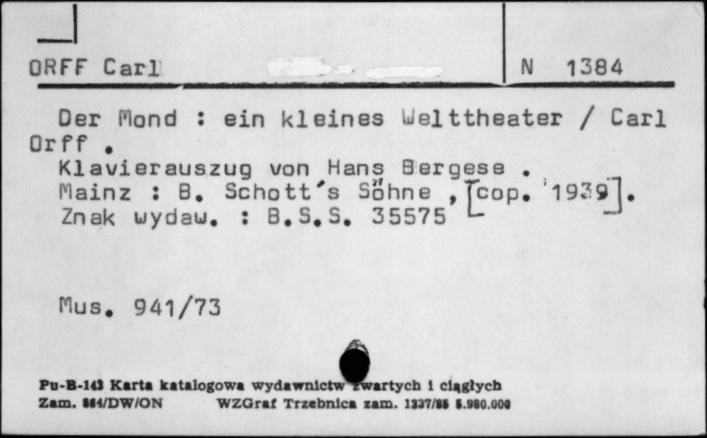 ORFF Carl N 1384
Der Mond : ein kleines Welttheater / Carl
Orff .
Klavierauszug von Hans Bergese .
Mainz : B. Schott's Söhne , [cop. 1939].
Znak wydaw. : B.S.S. 35575
Mus. 941/73
Pu-B-143 Karta katalogowa wydawnictw zwartych i ciągłych
Zam. 864/DW/ON WZGraf Trzebnica zam. 1337/85 5.980.000